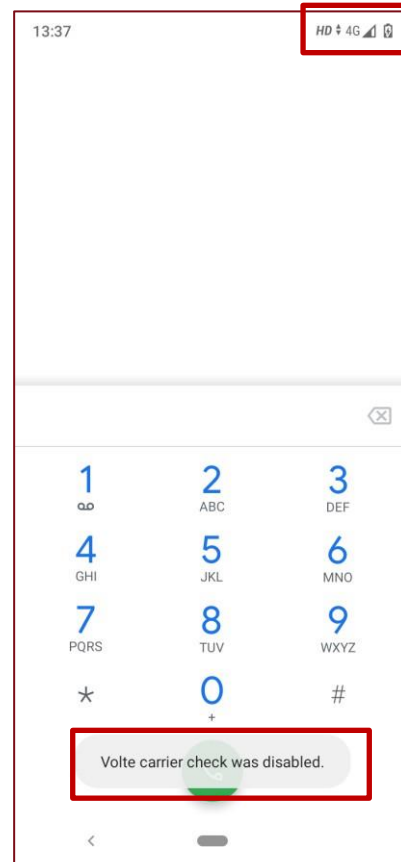 13:37 HD 4G
1 2 3
ABC DEF
4 5 6
GHI JKL MNO
7 8 9
PQRS TUV WXYZ
* 0 #
+
Volte carrier check was disabled.